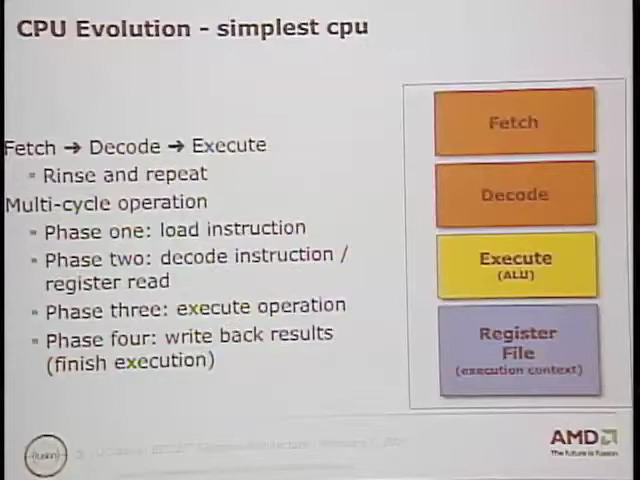 CPU Evolution - simplest cpu
Fetch → Decode → Execute
Rinse and repeat
Multi-cycle operation
Phase one: load instruction
Phase two: decode instruction /
register read
Phase three: execute operation
Phase four: write back results
(finish execution)
Fetch
Decode
Execute
(ALU)
Register
File
(execution context)
fusion
AMD
The future is fusion